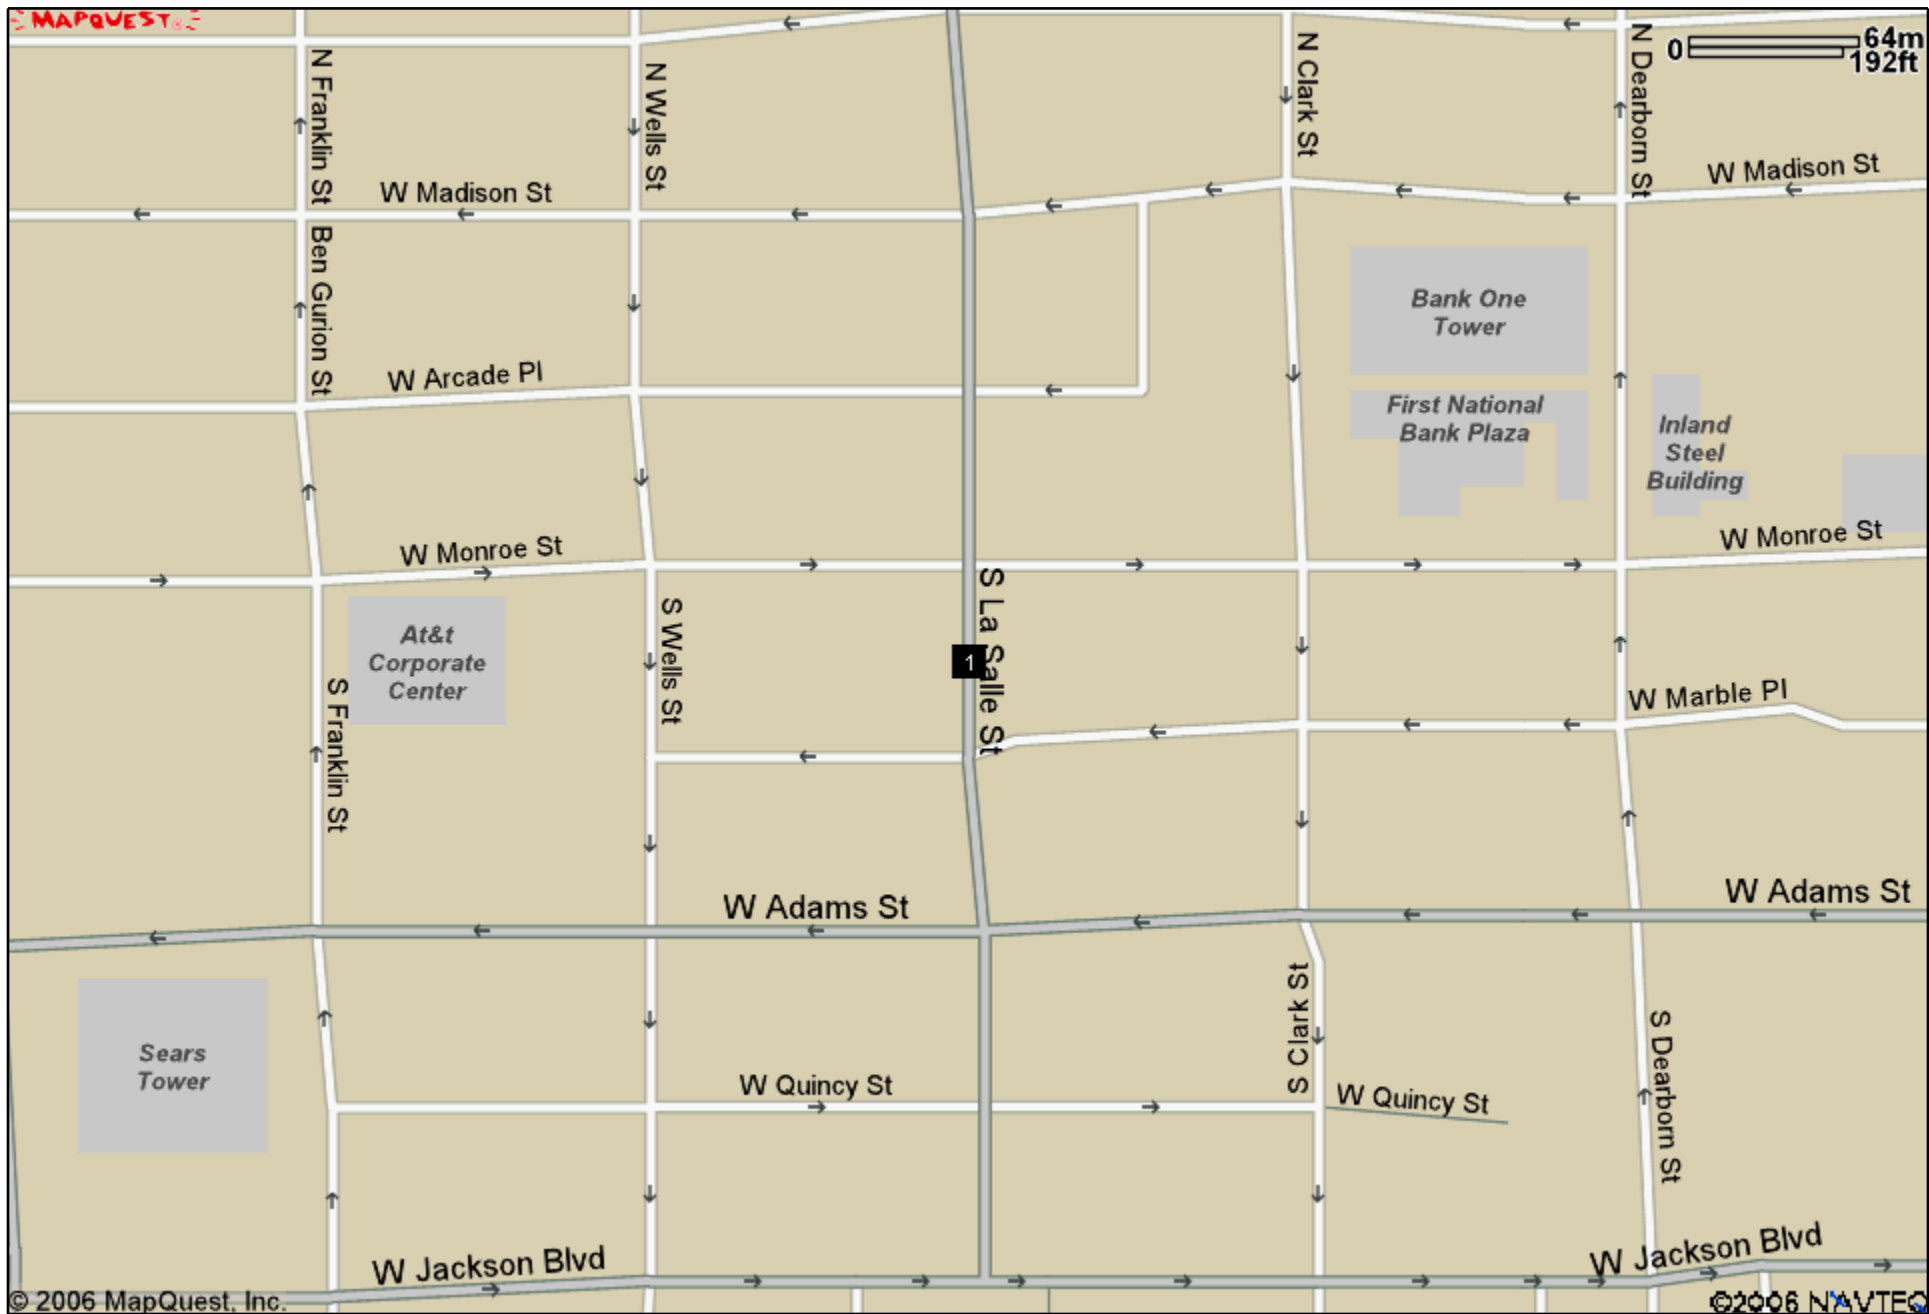 MAPQUEST
0
64m
192ft
N Franklin St
N Wells St
N Clark St
N Dearborn St
W Madison St
W Madison St
Ben Gurion St
Bank One
Tower
W Arcade Pl
First National
Bank Plaza
Inland
Steel
Building
W Monroe St
W Monroe St
At&t
Corporate
Center
S Franklin St
S Wells St
1
S La Salle St
W Marble Pl
W Adams St
W Adams St
Sears
Tower
S Clark St
S Dearborn St
W Quincy St
W Quincy St
W Jackson Blvd
W Jackson Blvd
© 2006 MapQuest, Inc.
©2006 NAVTEQ